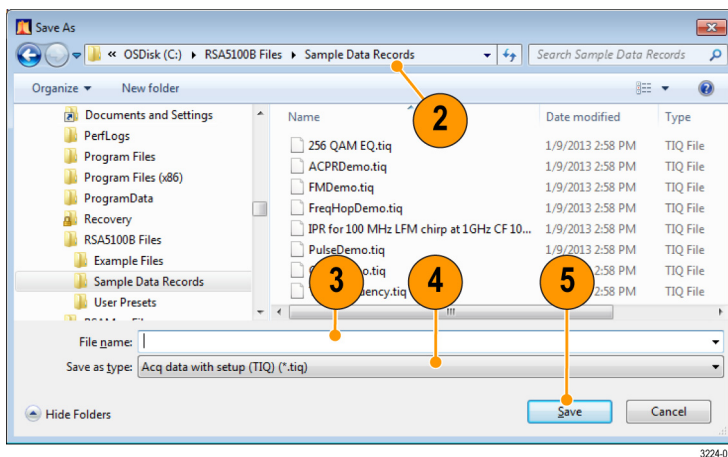 Save As
« OSDisk (C:) ▸ RSA5100B Files ▸ Sample Data Records
Search Sample Data Records
Organize
New folder
2
Documents and Settings
PerfLogs
Program Files
Program Files (x86)
ProgramData
Recovery
RSA5100B Files
Example Files
Sample Data Records
User Presets
Name
Date modified
Type
256 QAM EQ.tiq
1/9/2013 2:58 PM
TIQ File
ACPRDemo.tiq
1/9/2013 2:58 PM
TIQ File
FMDemo.tiq
1/9/2013 2:58 PM
TIQ File
FreqHopDemo.tiq
1/9/2013 2:58 PM
TIQ File
IPR for 100 MHz LFM chirp at 1GHz CF 10...
1/9/2013 2:58 PM
TIQ File
PulseDemo.tiq
1/9/2013 2:58 PM
TIQ File
2:58 PM
TIQ File
2:58 PM
TIQ File
3
4
5
File name:
Save as type: Acq data with setup (TIQ) (*.tiq)
Hide Folders
Save
Cancel
3224-0